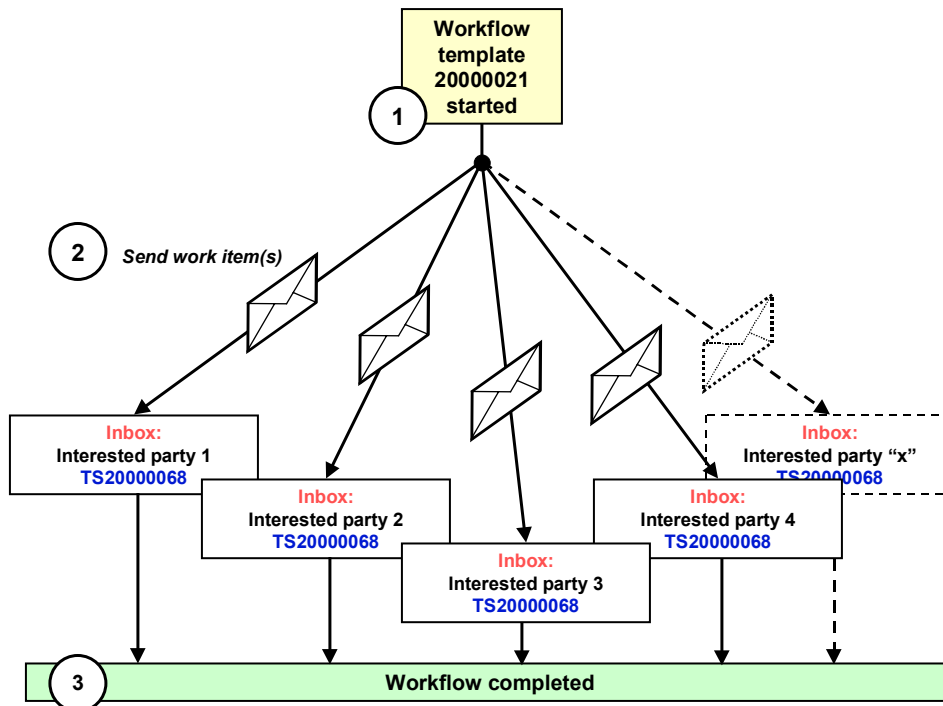 Workflow
template
20000021
started
1
2
Send work item(s)
Inbox:
Interested party 1
TS20000068
Inbox:
Interested party 2
TS20000068
Inbox:
Interested party 3
TS20000068
Inbox:
Interested party 4
TS20000068
Inbox:
Interested party “x”
TS20000068
3
Workflow completed